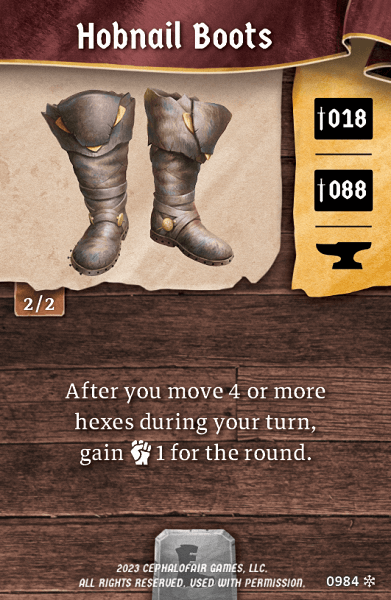 Hobnail Boots
018
088
2/2
After you move 4 or more
hexes during your turn,
gain 1 for the round.
2023 CEPHALOFAIR GAMES, LLC.
ALL RIGHTS RESERVED. USED WITH PERMISSION.
0984